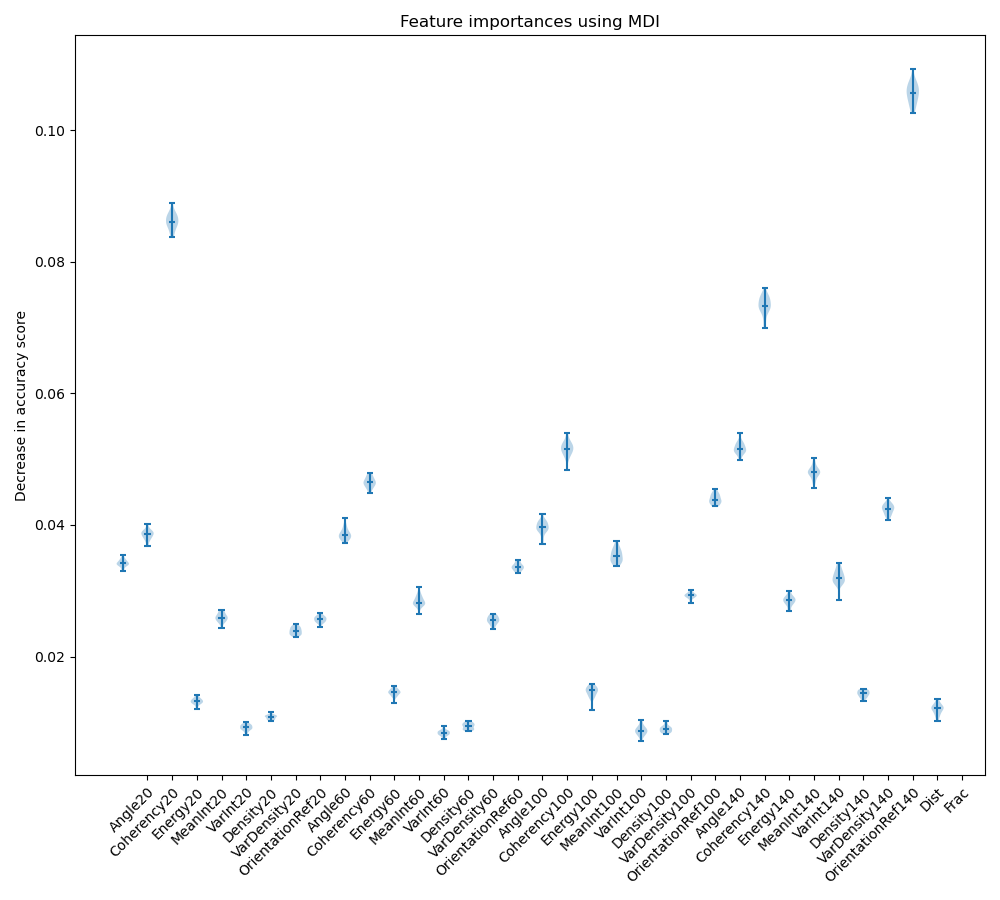 Feature importances using MDI
Decrease in accuracy score
0.10
0.08
0.06
0.04
0.02
Angle20
Coherency20
Energy20
MeanInt20
VarInt20
Density20
VarDensity20
OrientationRef20
Angle60
Coherency60
Energy60
MeanInt60
VarInt60
Density60
VarDensity60
OrientationRef60
Angle100
Coherency100
Energy100
MeanInt100
VarInt100
Density100
VarDensity100
OrientationRef100
Angle140
Coherency140
Energy140
MeanInt140
VarInt140
Density140
VarDensity140
OrientationRef140
Dist
Frac